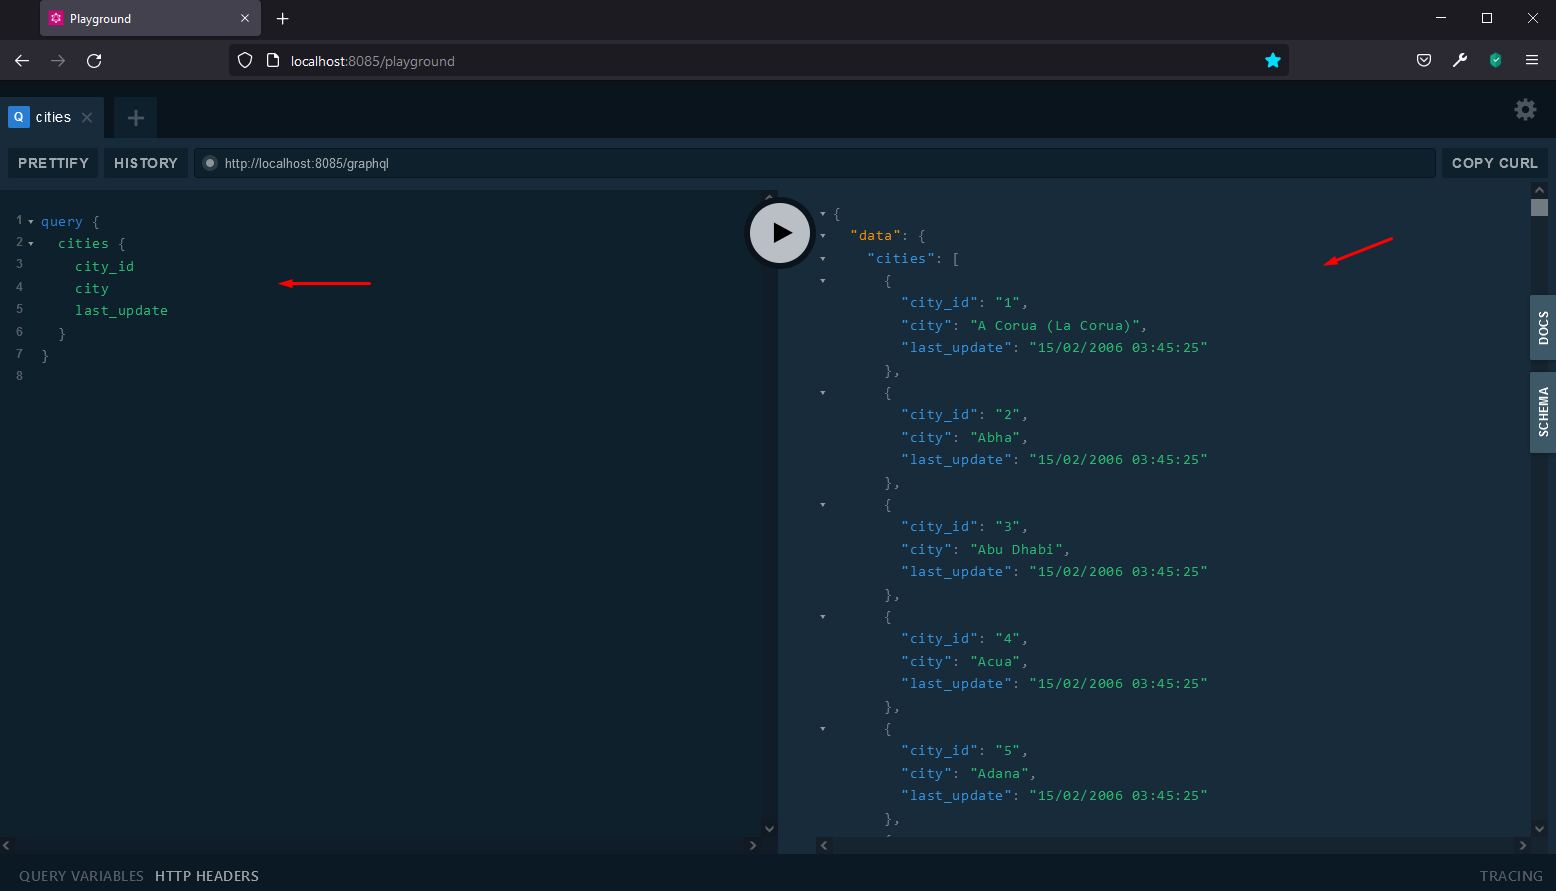 Playground
localhost:8085/playground
Q cities
PRETTIFY HISTORY http://localhost:8085/graphql COPY CURL
1 query {
2 cities {
3 city_id
4 city
5 last_update
6 }
7 }
8
{
"data": {
"cities": [
{
"city_id": "1",
"city": "A Corua (La Corua)",
"last_update": "15/02/2006 03:45:25"
},
{
"city_id": "2",
"city": "Abha",
"last_update": "15/02/2006 03:45:25"
},
{
"city_id": "3",
"city": "Abu Dhabi",
"last_update": "15/02/2006 03:45:25"
},
{
"city_id": "4",
"city": "Acua",
"last_update": "15/02/2006 03:45:25"
},
{
"city_id": "5",
"city": "Adana",
"last_update": "15/02/2006 03:45:25"
},
DOCS
SCHEMA
QUERY VARIABLES HTTP HEADERS TRACING